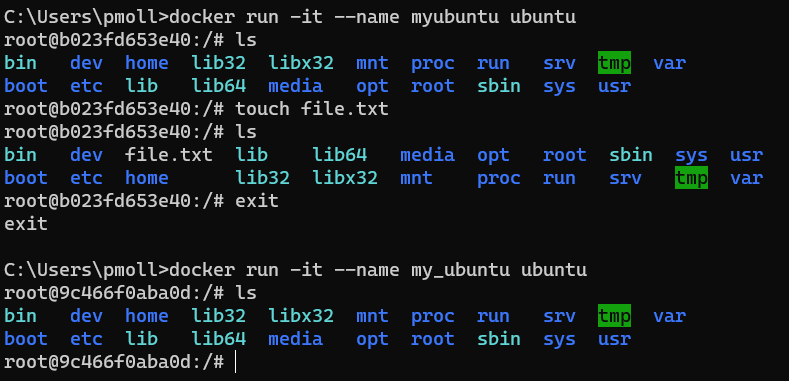 C:\Users\pmoll>docker run -it --name myubuntu ubuntu
root@b023fd653e40:/# ls
bin dev home lib32 libx32 mnt proc run srv tmp var
boot etc lib lib64 media opt root sbin sys usr
root@b023fd653e40:/# touch file.txt
root@b023fd653e40:/# ls
bin dev file.txt lib lib64 media opt root sbin sys usr
boot etc home lib32 libx32 mnt proc run srv tmp var
root@b023fd653e40:/# exit
exit
C:\Users\pmoll>docker run -it --name my_ubuntu ubuntu
root@9c466f0aba0d:/# ls
bin dev home lib32 libx32 mnt proc run srv tmp var
boot etc lib lib64 media opt root sbin sys usr
root@9c466f0aba0d:/#